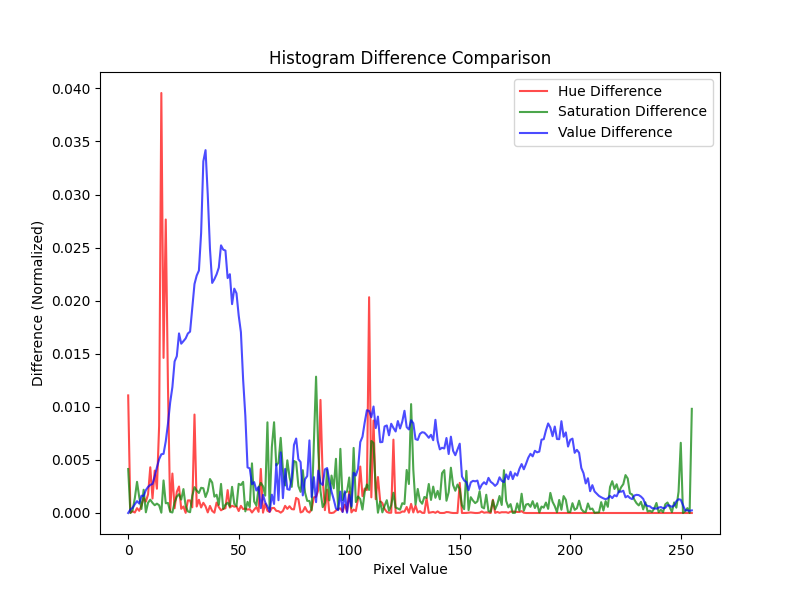 Histogram Difference Comparison
Hue Difference
Saturation Difference
Value Difference
0.040
0.035
0.030
0.025
0.020
0.015
0.010
0.005
0.000
Difference (Normalized)
0 50 100 150 200 250
Pixel Value